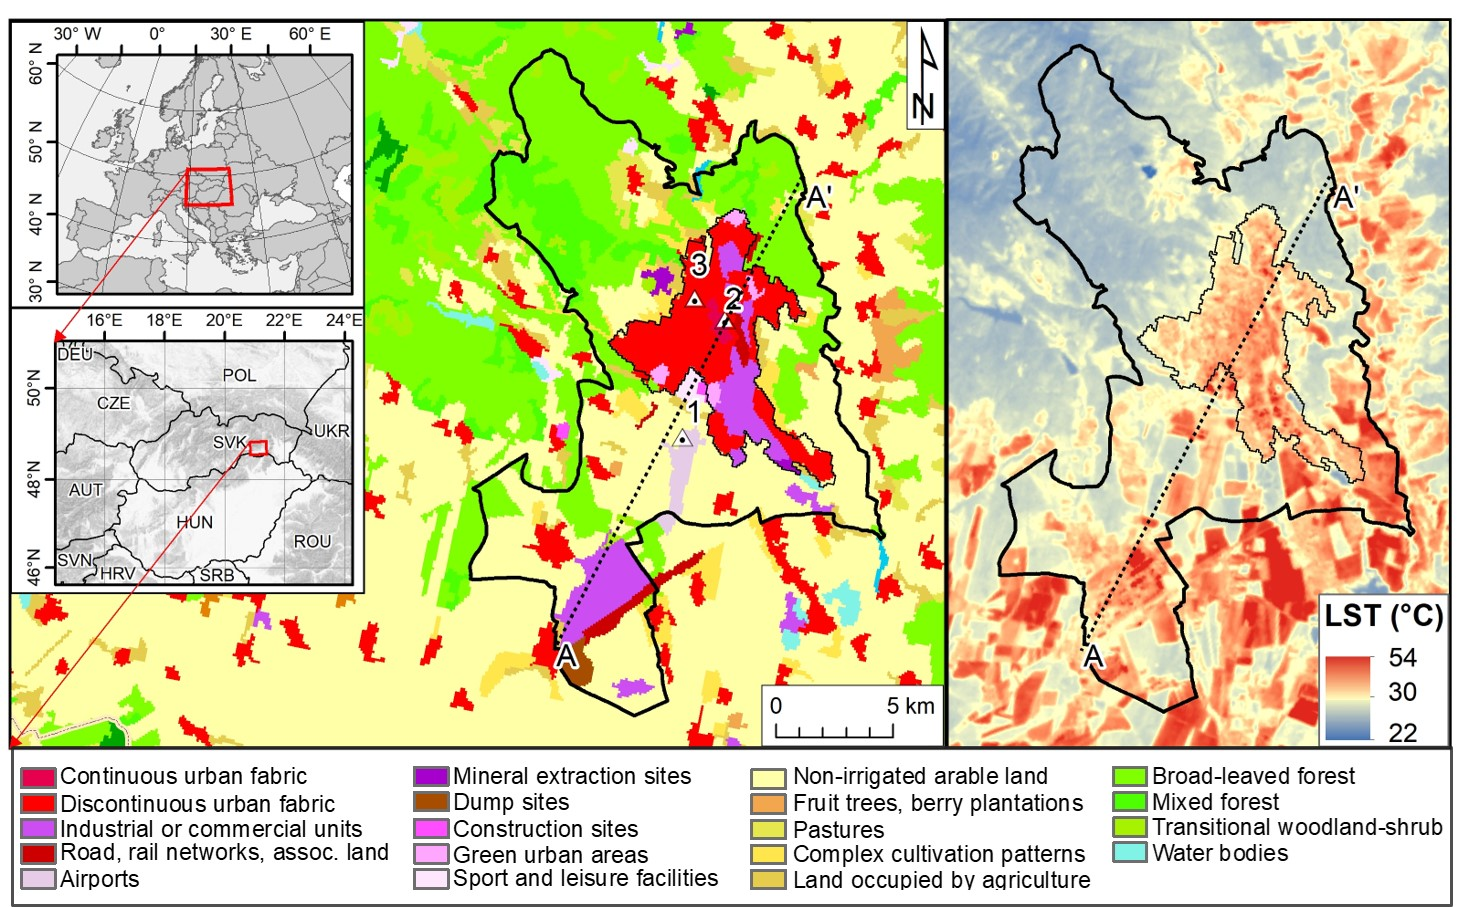 30° W 0° 30° E 60° E
60° N
50° N
40° N
30° N
16°E 18°E 20°E 22°E 24°E
50°N
48°N
46°N
DEU
POL
CZE
UKR
SVK
AUT
HUN
ROU
SVN
HRV
SRB
N
A'
3
2
1
A
0 5 km
A'
A
LST (°C)
54
30
22
Continuous urban fabric
Discontinuous urban fabric
Industrial or commercial units
Road, rail networks, assoc. land
Airports
Mineral extraction sites
Dump sites
Construction sites
Green urban areas
Sport and leisure facilities
Non-irrigated arable land
Fruit trees, berry plantations
Pastures
Complex cultivation patterns
Land occupied by agriculture
Broad-leaved forest
Mixed forest
Transitional woodland-shrub
Water bodies